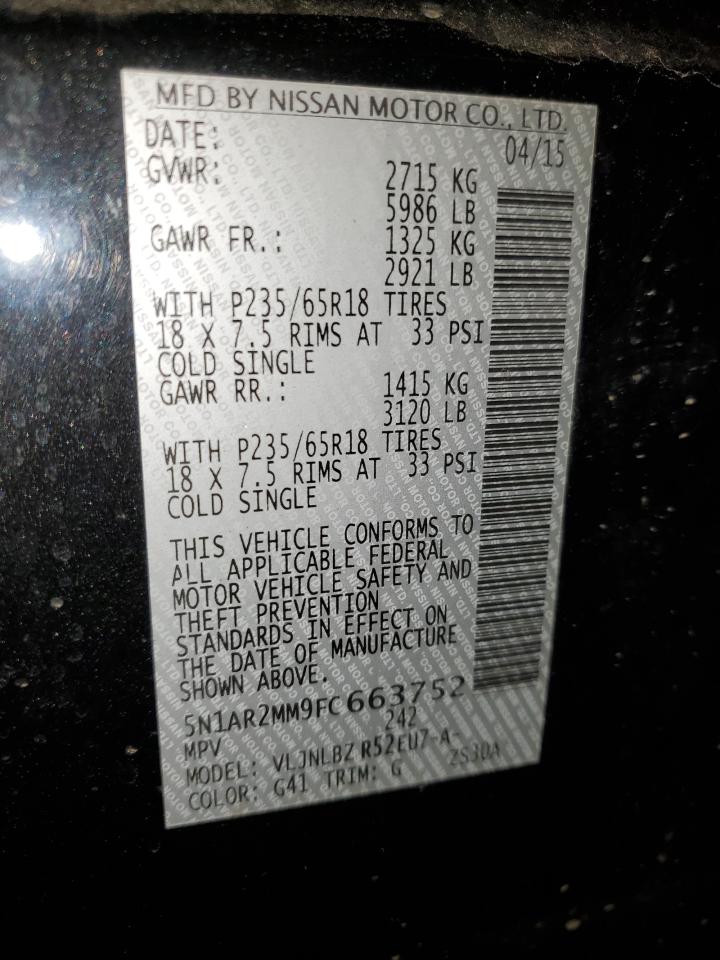 MFD BY NISSAN MOTOR CO., LTD.
DATE: 04/15
GVWR: 2715 KG
5986 LB
GAWR FR.: 1325 KG
2921 LB
WITH P235/65R18 TIRES
18 X 7.5 RIMS AT 33 PSI
COLD SINGLE
GAWR RR.: 1415 KG
3120 LB
WITH P235/65R18 TIRES
18 X 7.5 RIMS AT 33 PSI
COLD SINGLE
THIS VEHICLE CONFORMS TO
ALL APPLICABLE FEDERAL
MOTOR VEHICLE SAFETY AND
THEFT PREVENTION
STANDARDS IN EFFECT ON
THE DATE OF MANUFACTURE
SHOWN ABOVE.
5N1AR2MM9FC663752
MPV 242
MODEL: VLJNLBZ R52EU7-A-
COLOR: G41 TRIM: G ZS30A